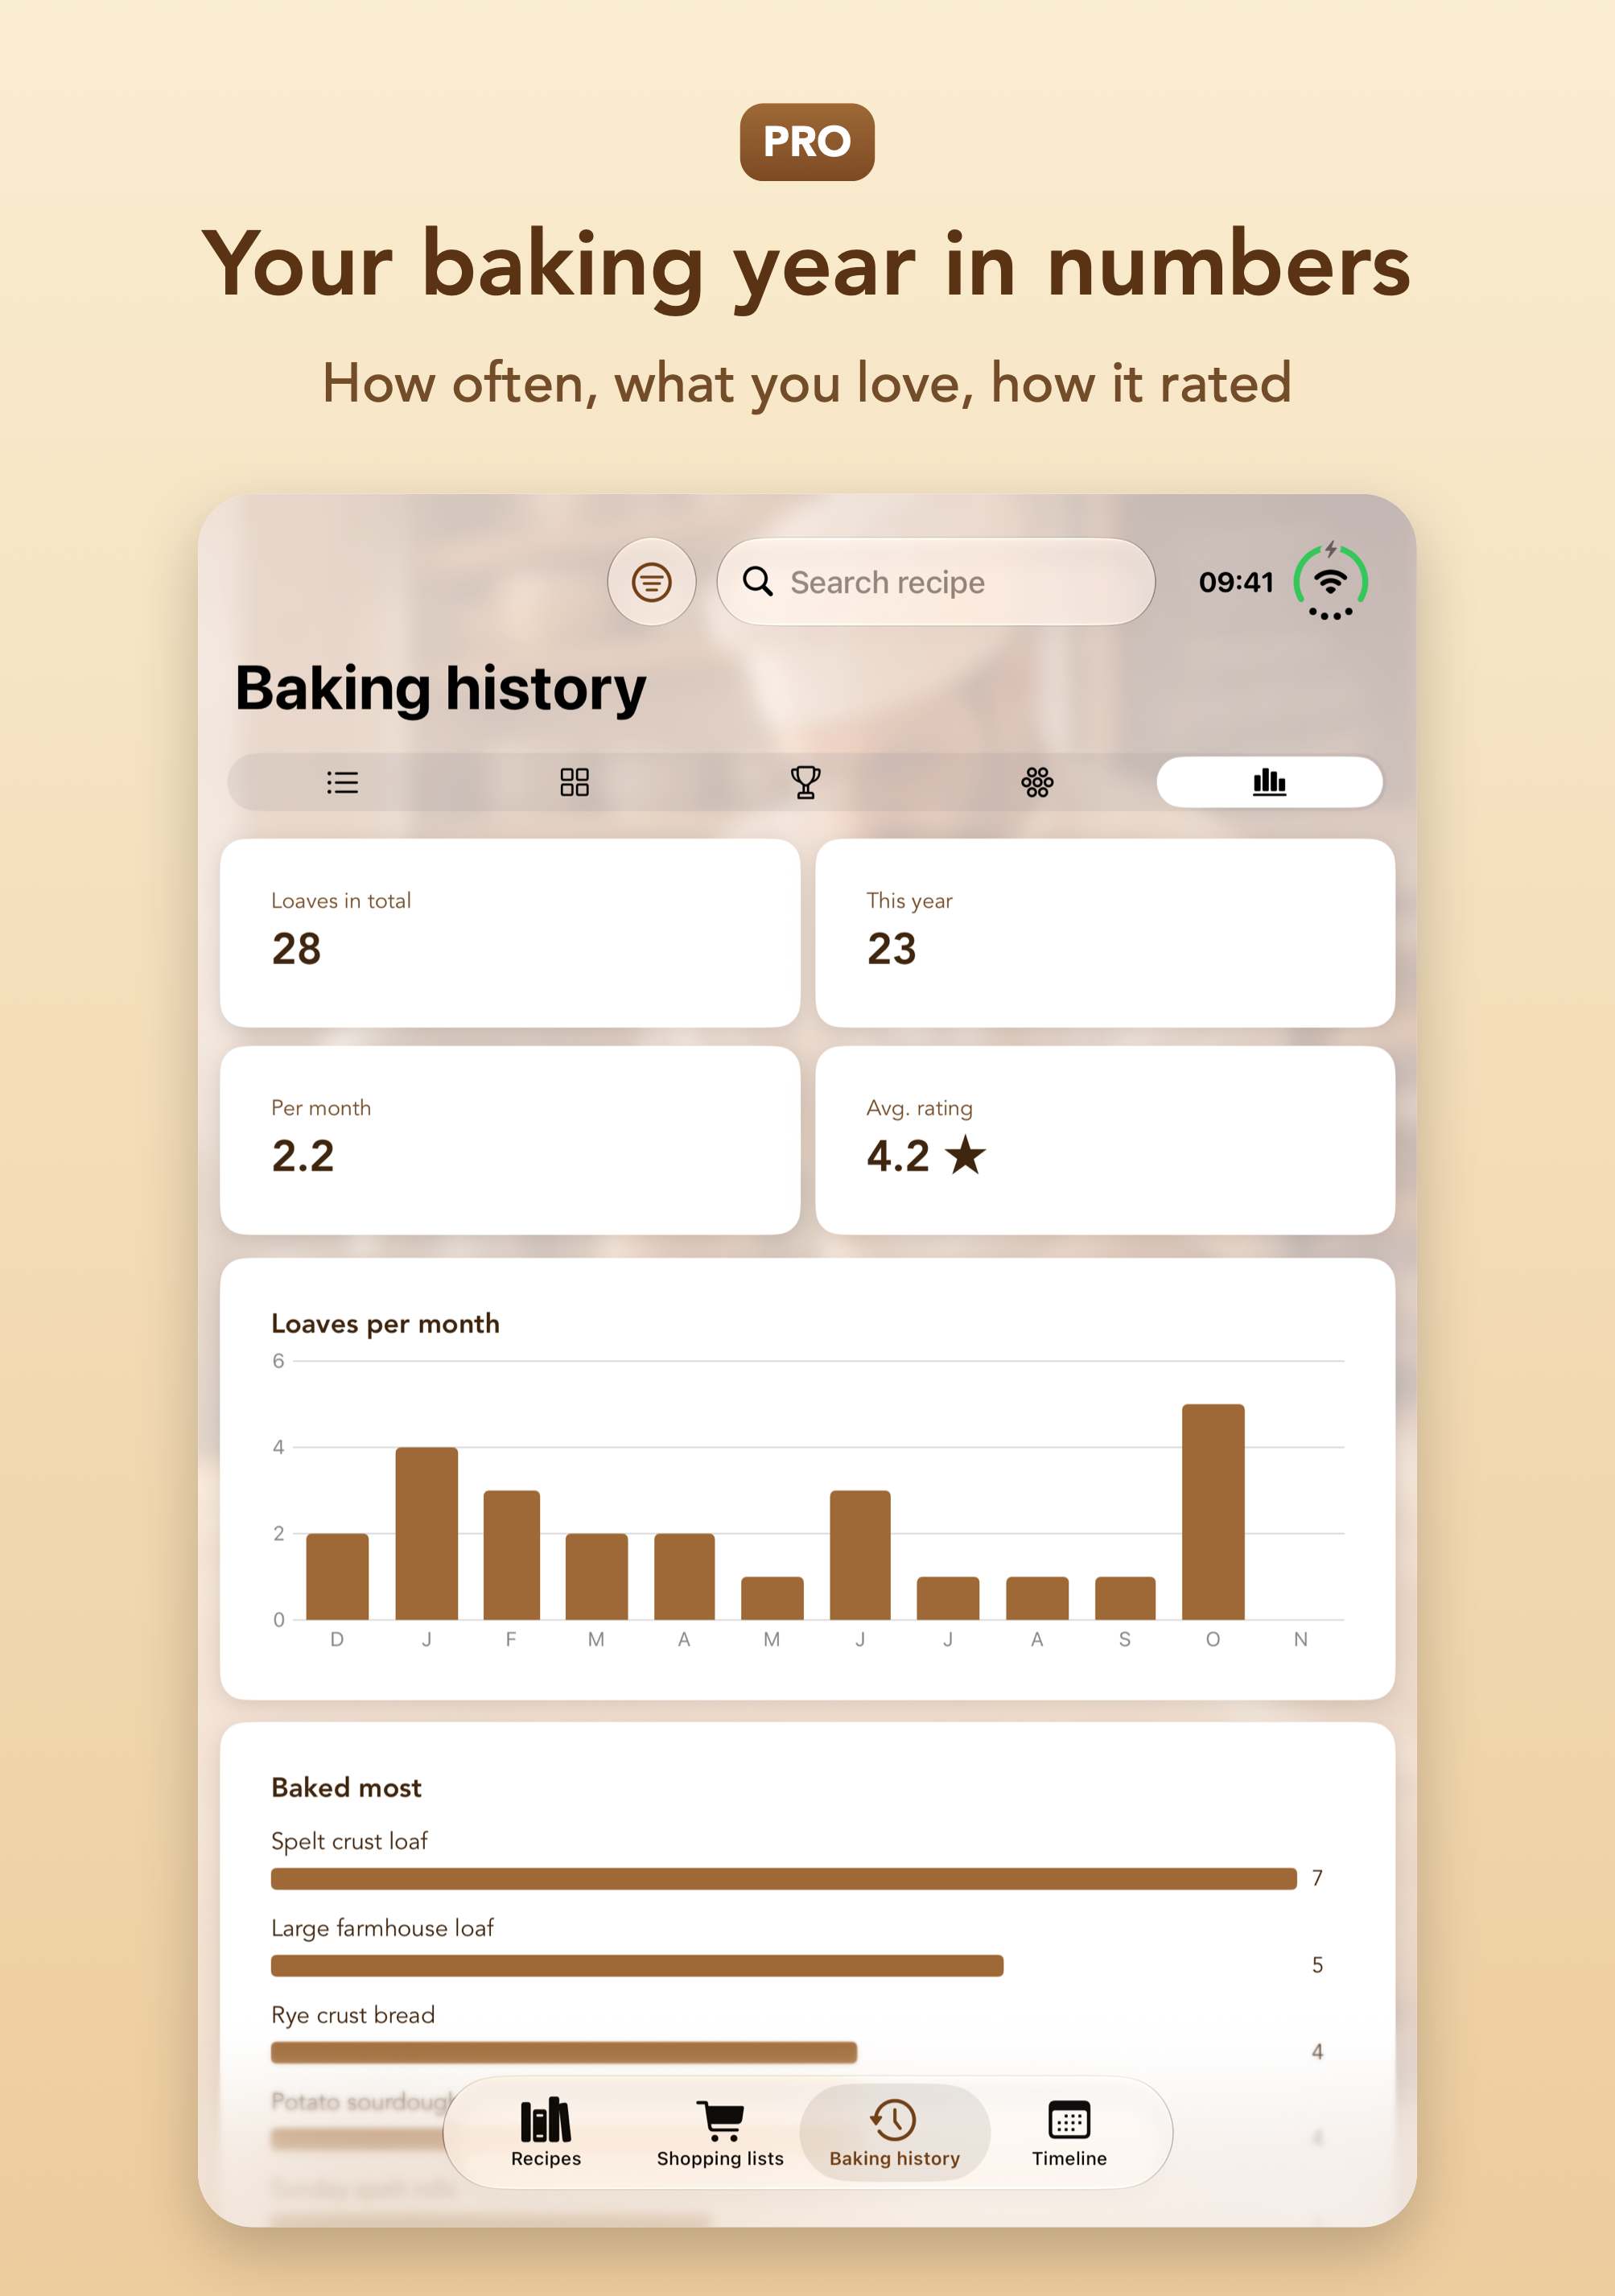 PRO
Your baking year in numbers
How often, what you love, how it rated
Search recipe
09:41
Baking history
Loaves in total
28
This year
23
Per month
2.2
Avg. rating
4.2 ★
Loaves per month
6
4
2
0
D J F M A M J J A S O N
Baked most
Spelt crust loaf
7
Large farmhouse loaf
5
Rye crust bread
4
Potato
4
Recipes
Shopping lists
Baking history
Timeline